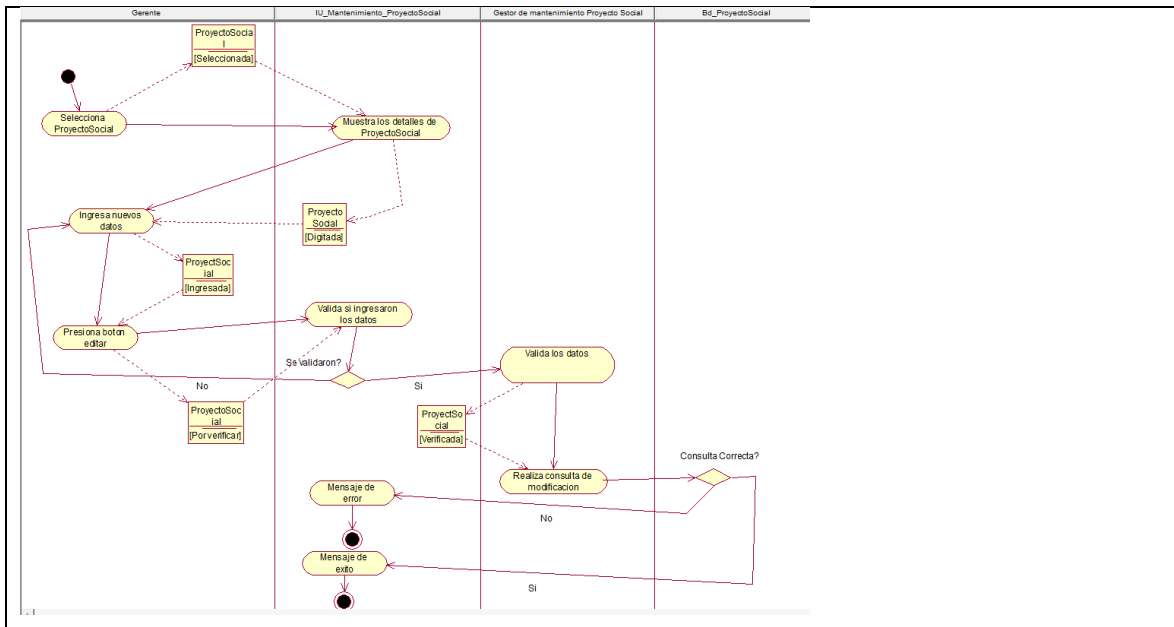 Gerente
IU_Mantenimiento_ProyectoSocial
Gestor de mantenimiento Proyecto Social
Bd_ProyectoSocial
ProyectoSocia
l
[Seleccionada]
Selecciona
ProyectoSocial
Muestra los detalles de
ProyectoSocial
Ingresa nuevos
datos
Proyecto
Social
[Digitada]
ProyectSoc
ial
[Ingresada]
Presiona boton
editar
Valida si ingresaron
los datos
Se validaron?
No
Si
Valida los datos
ProyectoSoc
ial
[Por verificar]
ProyectSo
cial
[Verificada]
Consulta Correcta?
Realiza consulta de
modificacion
Mensaje de
error
No
Mensaje de
exito
Si